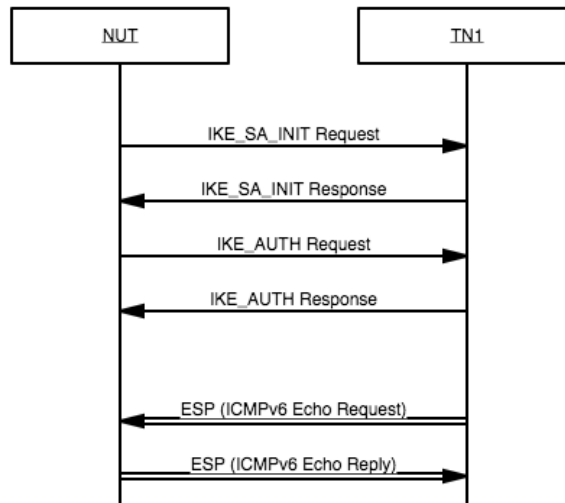 NUT
TN1
IKE_SA_INIT Request
IKE_SA_INIT Response
IKE_AUTH Request
IKE_AUTH Response
ESP (ICMPv6 Echo Request)
ESP (ICMPv6 Echo Reply)